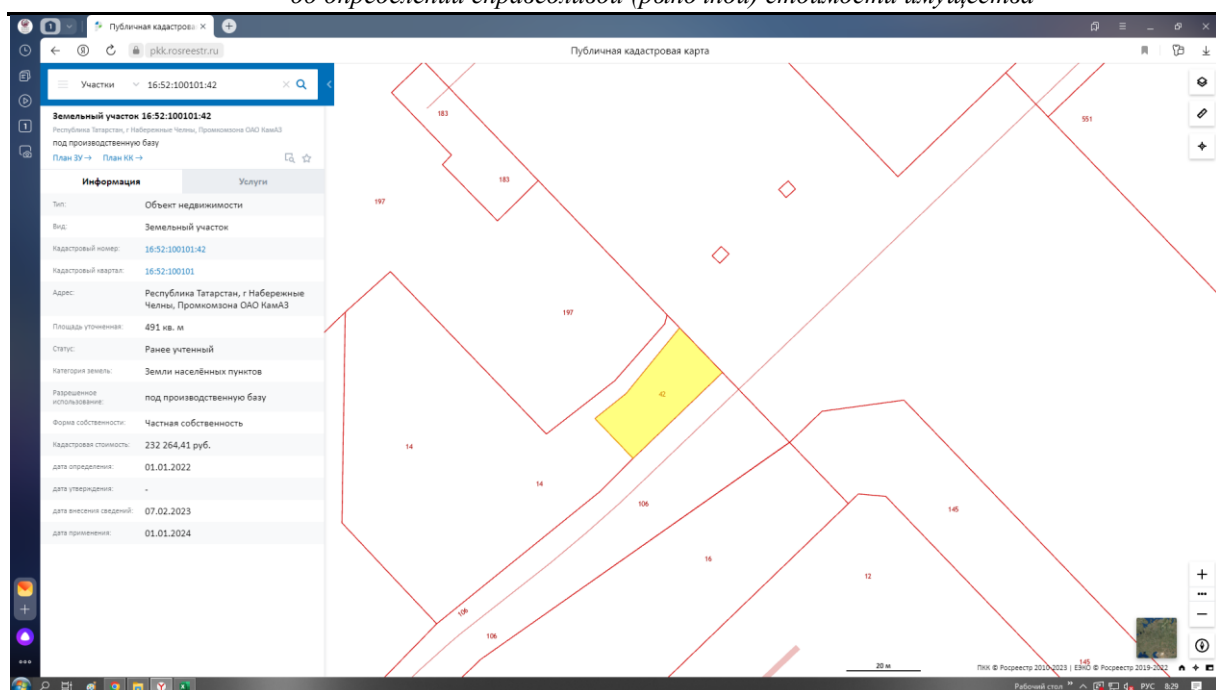 об определении справедливой (рыночной) стоимости имущества
1
Публичная кадастрова
pkk.rosreestr.ru
Публичная кадастровая карта
Участки
16:52:100101:42
Земельный участок 16:52:100101:42
Республика Татарстан, г Набережные Челны, Промкомзона ОАО КамАЗ
под производственную базу
План ЗУ → План КК →
Информация
Услуги
Тип: Объект недвижимости
Вид: Земельный участок
Кадастровый номер: 16:52:100101:42
Кадастровый квартал: 16:52:100101
Адрес: Республика Татарстан, г Набережные
Челны, Промкомзона ОАО КамАЗ
Площадь уточненная: 491 кв. м
Статус: Ранее учтенный
Категория земель: Земли населённых пунктов
Разрешенное
использование: под производственную базу
Форма собственности: Частная собственность
Кадастровая стоимость: 232 264,41 руб.
дата определения: 01.01.2022
дата утверждения: -
дата внесения сведений: 07.02.2023
дата применения: 01.01.2024
183
551
183
197
197
42
14
14
106
145
16
12
106
106
145
20 м
ПКК © Росреестр 2010-2023 | ЕЭКО © Росреестр 2019-2022
Рабочий стол
РУС
8:29